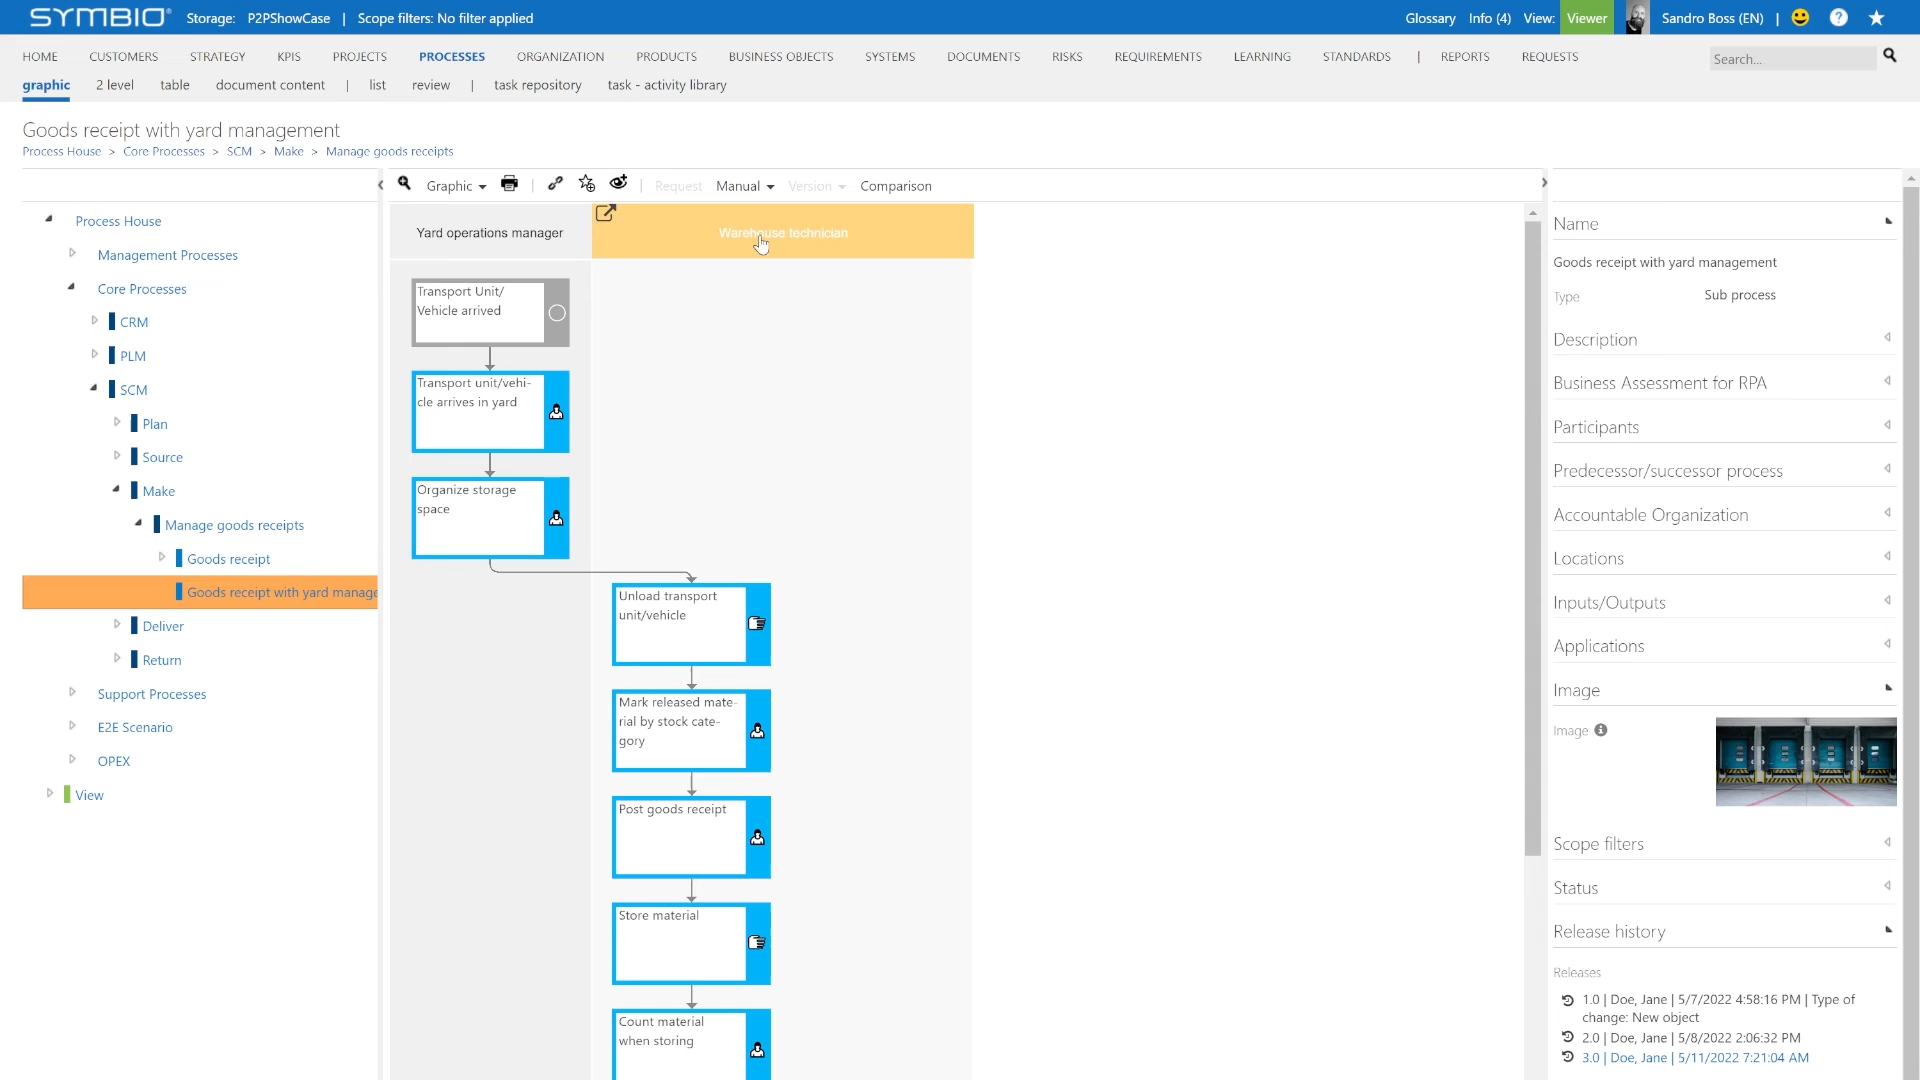 SYMBIO® Storage: P2PShowCase | Scope filters: No filter applied Glossary Info (4) View: Viewer Sandro Boss (EN) | ?
HOME CUSTOMERS STRATEGY KPIS PROJECTS PROCESSES ORGANIZATION PRODUCTS BUSINESS OBJECTS SYSTEMS DOCUMENTS RISKS REQUIREMENTS LEARNING STANDARDS | REPORTS REQUESTS Search...
graphic 2 level table document content | list review | task repository task - activity library
Goods receipt with yard management
Process House > Core Processes > SCM > Make > Manage goods receipts
Graphic | Request Manual Version Comparison
Process House
Management Processes
Core Processes
CRM
PLM
SCM
Plan
Source
Make
Manage goods receipts
Goods receipt
Goods receipt with yard manage
Deliver
Return
Support Processes
E2E Scenario
OPEX
View
Yard operations manager
Warehouse technician
Transport Unit/
Vehicle arrived
Transport unit/vehi-
cle arrives in yard
Organize storage
space
Unload transport
unit/vehicle
Mark released mate-
rial by stock cate-
gory
Post goods receipt
Store material
Count material
when storing
Name
Goods receipt with yard management
Type Sub process
Description
Business Assessment for RPA
Participants
Predecessor/successor process
Accountable Organization
Locations
Inputs/Outputs
Applications
Image
Image
Scope filters
Status
Release history
Releases
1.0 | Doe, Jane | 5/7/2022 4:58:16 PM | Type of
change: New object
2.0 | Doe, Jane | 5/8/2022 2:06:32 PM
3.0 | Doe, Jane | 5/11/2022 7:21:04 AM